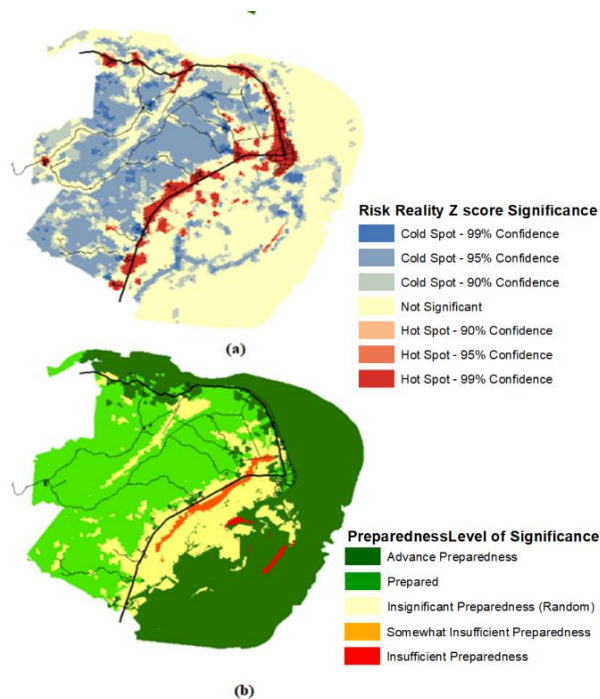 Risk Reality Z score Significance
Cold Spot - 99% Confidence
Cold Spot - 95% Confidence
Cold Spot - 90% Confidence
Not Significant
Hot Spot - 90% Confidence
Hot Spot - 95% Confidence
Hot Spot - 99% Confidence
(a)
PreparednessLevel of Significance
Advance Preparedness
Prepared
Insignificant Preparedness (Random)
Somewhat Insufficient Preparedness
Insufficient Preparedness
(b)